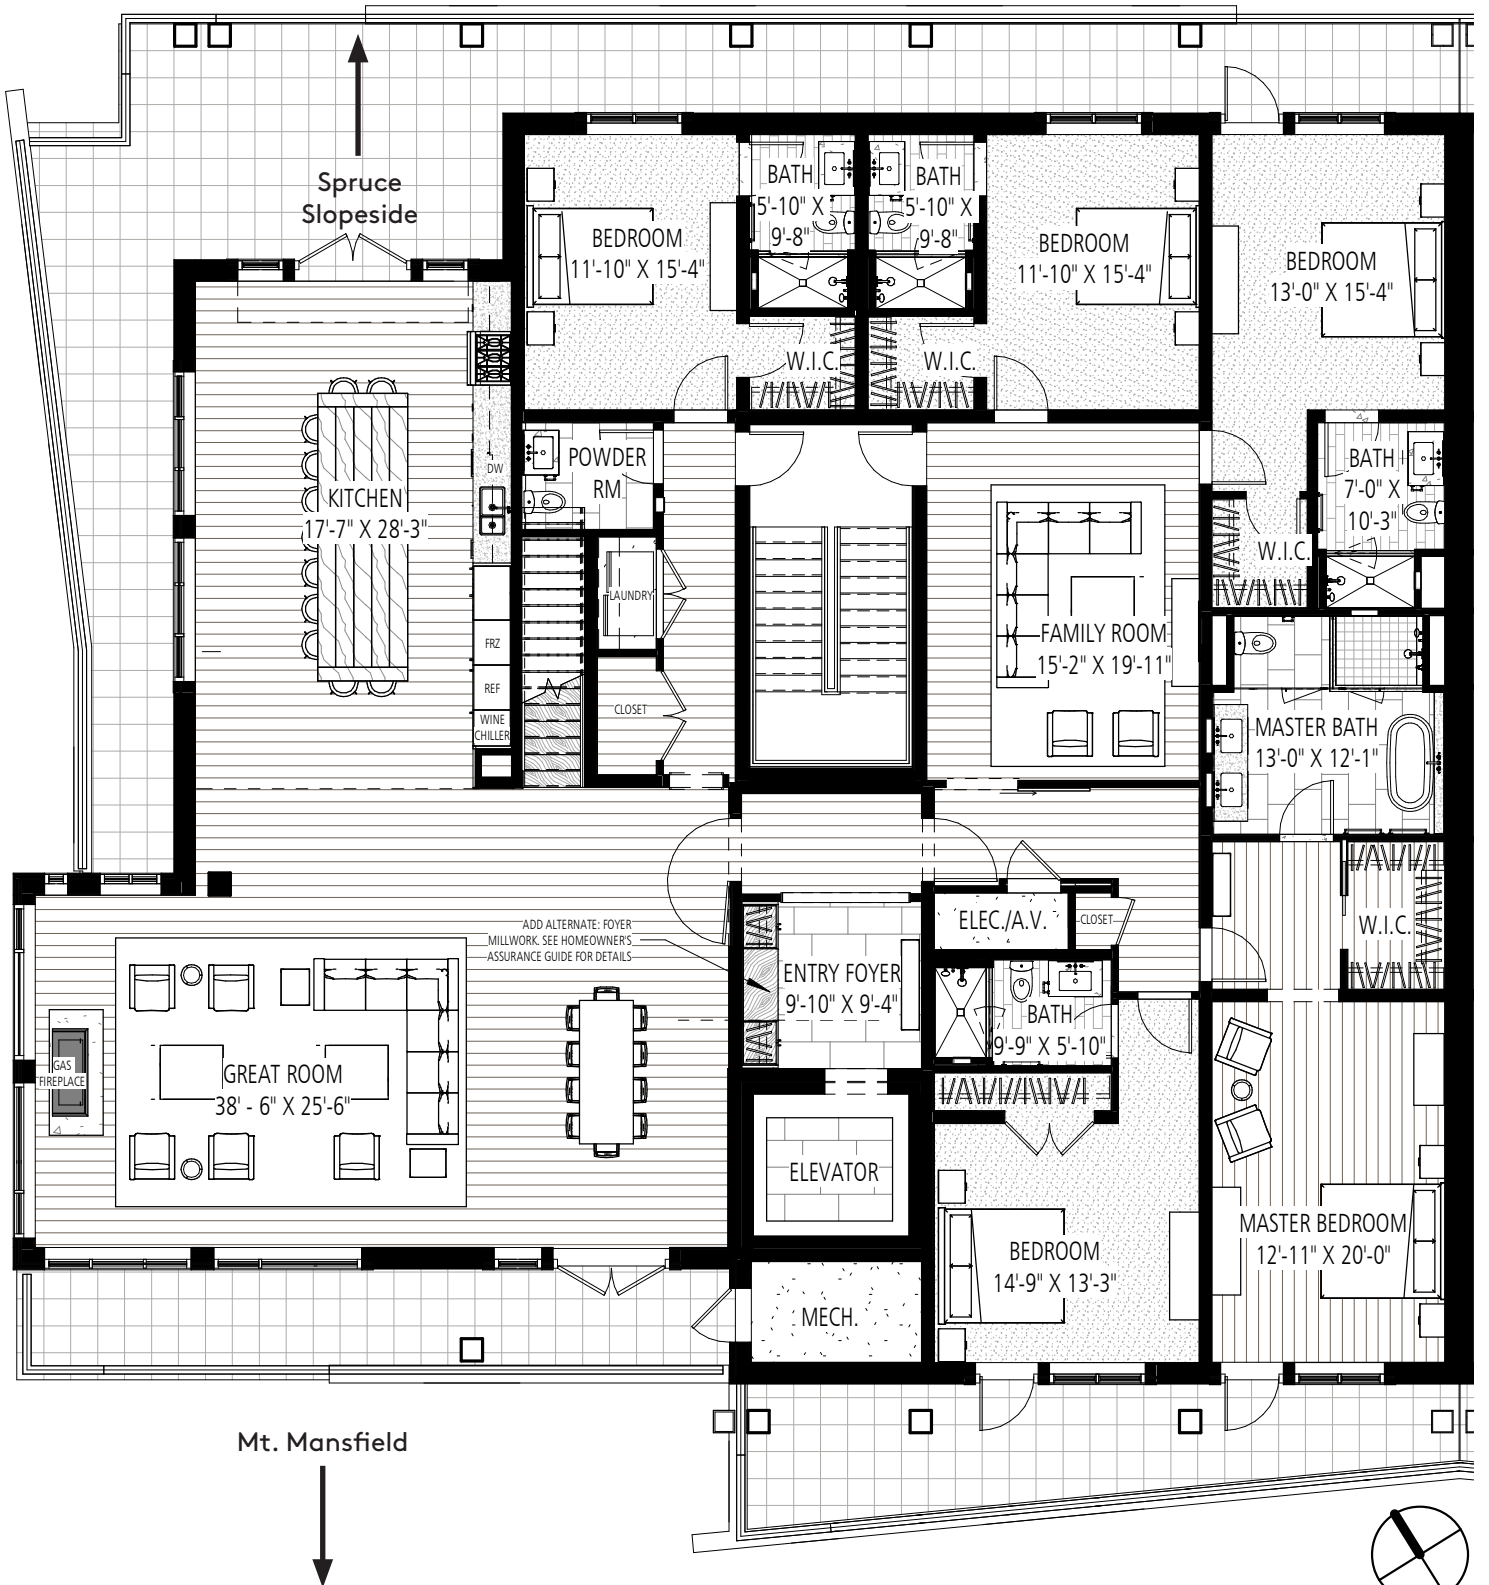 Spruce
Slopeside
BEDROOM
11'-10" X 15'-4"
BATH
5'-10" X
9'-8"
BATH
5'-10" X
9'-8"
BEDROOM
11'-10" X 15'-4"
BEDROOM
13'-0" X 15'-4"
W.I.C.
W.I.C.
KITCHEN
17'-7" X 28'-3"
DW
POWDER
RM
BATH
7'-0" X
10'-3"
W.I.C.
LAUNDRY
FRZ
REF
WINE
CHILLER
CLOSET
FAMILY ROOM
15'-2" X 19'-11"
MASTER BATH
13'-0" X 12'-1"
ADD ALTERNATE: FOYER
MILLWORK. SEE HOMEOWNER'S
ASSURANCE GUIDE FOR DETAILS
ELEC./A.V.
CLOSET
W.I.C.
ENTRY FOYER
9'-10" X 9'-4"
BATH
9'-9" X 5'-10"
GAS
FIREPLACE
GREAT ROOM
38' - 6" X 25'-6"
ELEVATOR
BEDROOM
14'-9" X 13'-3"
MASTER BEDROOM
12'-11" X 20'-0"
MECH.
Mt. Mansfield